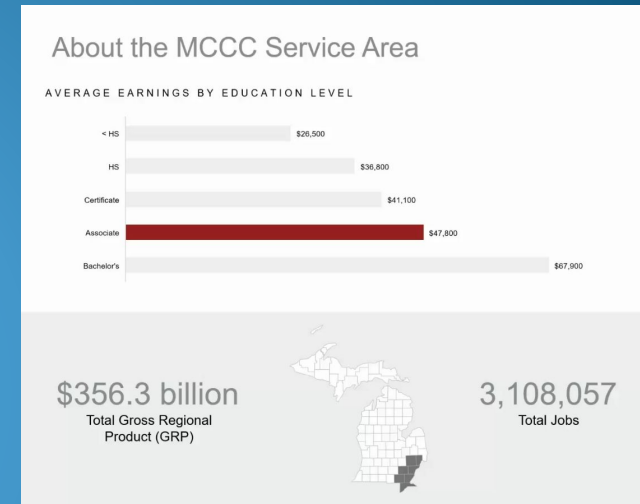 About the MCCC Service Area
AVERAGE EARNINGS BY EDUCATION LEVEL
< HS $26,500
HS $36,800
Certificate $41,100
Associate $47,800
Bachelor's $67,900
$356.3 billion
Total Gross Regional
Product (GRP)
3,108,057
Total Jobs